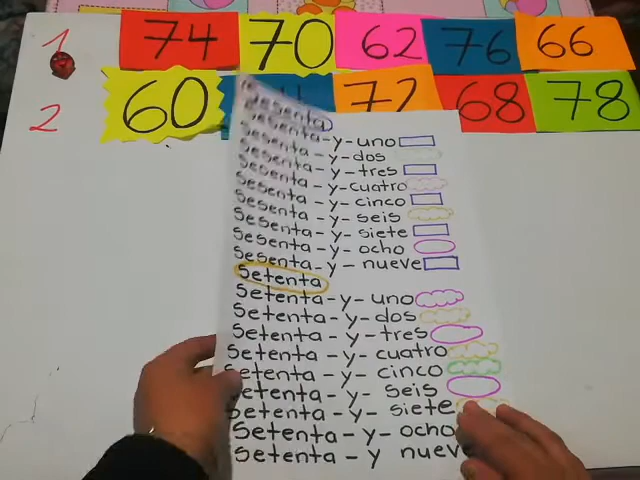 1 74 70 62 76 66
2 60 72 68 78
Sesenta
Sesenta-y-uno
Sesenta-y-dos
Sesenta-y-tres
Sesenta-y-cuatro
Sesenta-y-cinco
Sesenta-y-seis
Sesenta-y-siete
Sesenta-y-ocho
Sesenta-y-nueve
Setenta
Setenta-y-uno
Setenta-y-dos
Setenta-y-tres
Setenta-y-cuatro
Setenta-y-cinco
Setenta-y-seis
Setenta-y-siete
Setenta-y-ocho
Setenta-y nuev